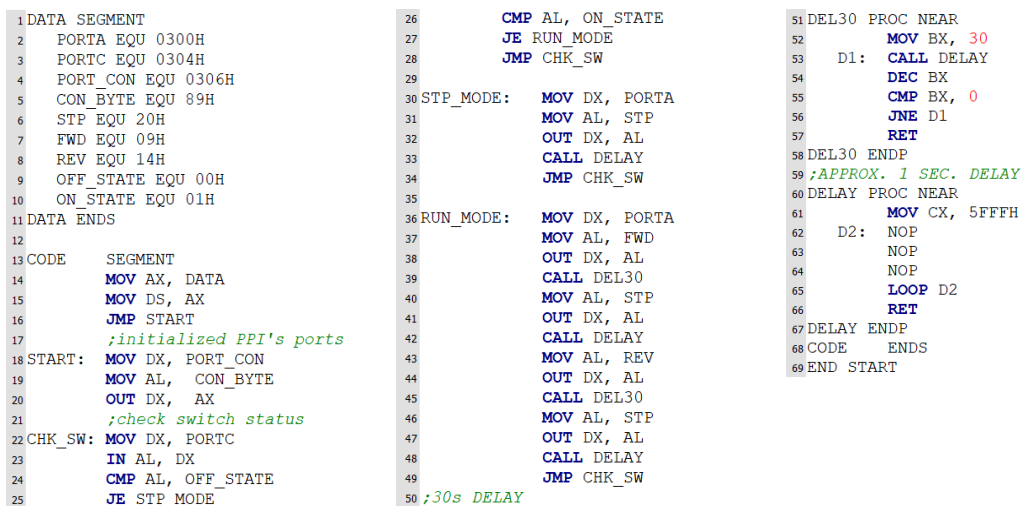 1 DATA SEGMENT
2 PORTA EQU 0300H
3 PORTC EQU 0304H
4 PORT_CON EQU 0306H
5 CON_BYTE EQU 89H
6 STP EQU 20H
7 FWD EQU 09H
8 REV EQU 14H
9 OFF_STATE EQU 00H
10 ON_STATE EQU 01H
11 DATA ENDS
12
13 CODE SEGMENT
14 MOV AX, DATA
15 MOV DS, AX
16 JMP START
17 ;initialized PPI's ports
18 START: MOV DX, PORT_CON
19 MOV AL, CON_BYTE
20 OUT DX, AX
21 ;check switch status
22 CHK_SW: MOV DX, PORTC
23 IN AL, DX
24 CMP AL, OFF_STATE
25 JE STP_MODE
26 CMP AL, ON_STATE
27 JE RUN_MODE
28 JMP CHK_SW
29
30 STP_MODE: MOV DX, PORTA
31 MOV AL, STP
32 OUT DX, AL
33 CALL DELAY
34 JMP CHK_SW
35
36 RUN_MODE: MOV DX, PORTA
37 MOV AL, FWD
38 OUT DX, AL
39 CALL DEL30
40 MOV AL, STP
41 OUT DX, AL
42 CALL DELAY
43 MOV AL, REV
44 OUT DX, AL
45 CALL DEL30
46 MOV AL, STP
47 OUT DX, AL
48 CALL DELAY
49 JMP CHK_SW
50 ;30s DELAY
51 DEL30 PROC NEAR
52 MOV BX, 30
53 D1: CALL DELAY
54 DEC BX
55 CMP BX, 0
56 JNE D1
57 RET
58 DEL30 ENDP
59 ;APPROX. 1 SEC. DELAY
60 DELAY PROC NEAR
61 MOV CX, 5FFFH
62 D2: NOP
63 NOP
64 NOP
65 LOOP D2
66 RET
67 DELAY ENDP
68 CODE ENDS
69 END START